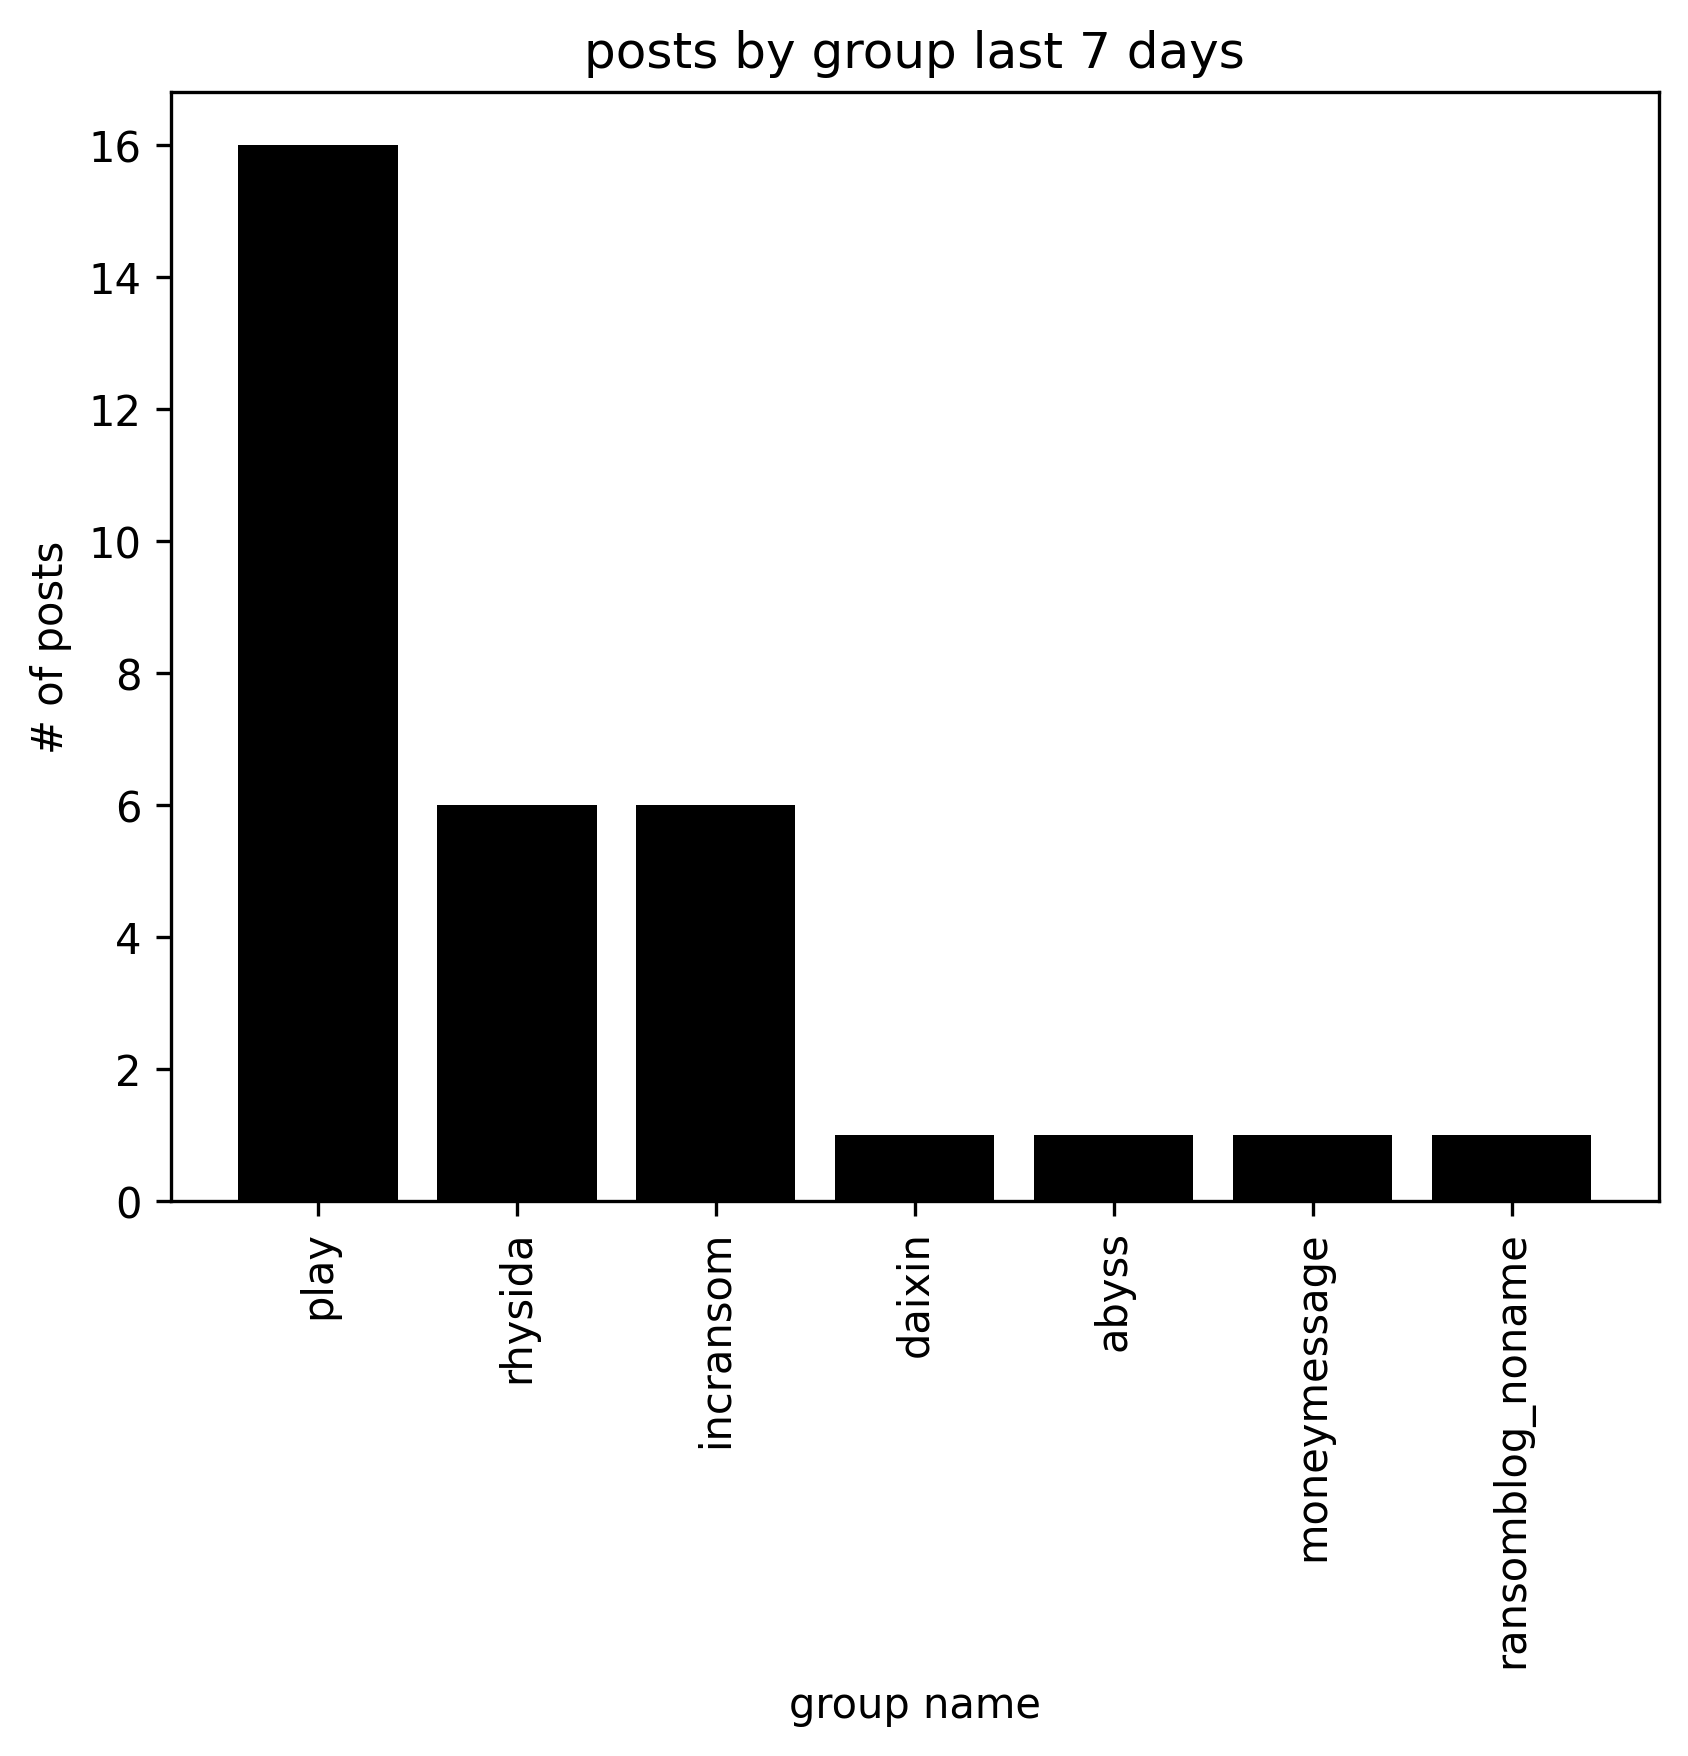 posts by group last 7 days
16
14
12
10
8
6
4
2
0
# of posts
play
rhysida
incransom
daixin
abyss
moneymessage
ransomblog_noname
group name